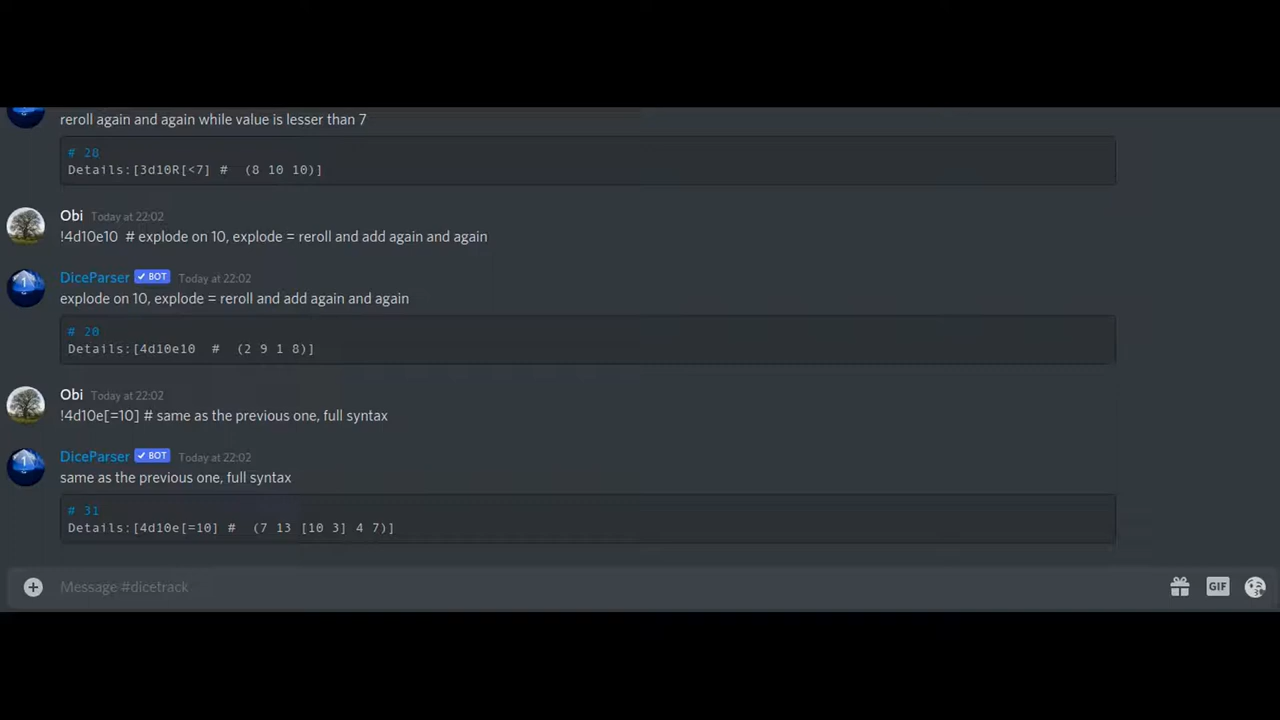 reroll again and again while value is lesser than 7
# 28
Details:[3d10R[<7] #  (8 10 10)]
Obi Today at 22:02
!4d10e10  # explode on 10, explode = reroll and add again and again
1
DiceParser ✓ BOT Today at 22:02
explode on 10, explode = reroll and add again and again
# 20
Details:[4d10e10  #  (2 9 1 8)]
Obi Today at 22:02
!4d10e[=10] # same as the previous one, full syntax
1
DiceParser ✓ BOT Today at 22:02
same as the previous one, full syntax
# 31
Details:[4d10e[=10] #  (7 13 [10 3] 4 7)]
Message #dicetrack
GIF